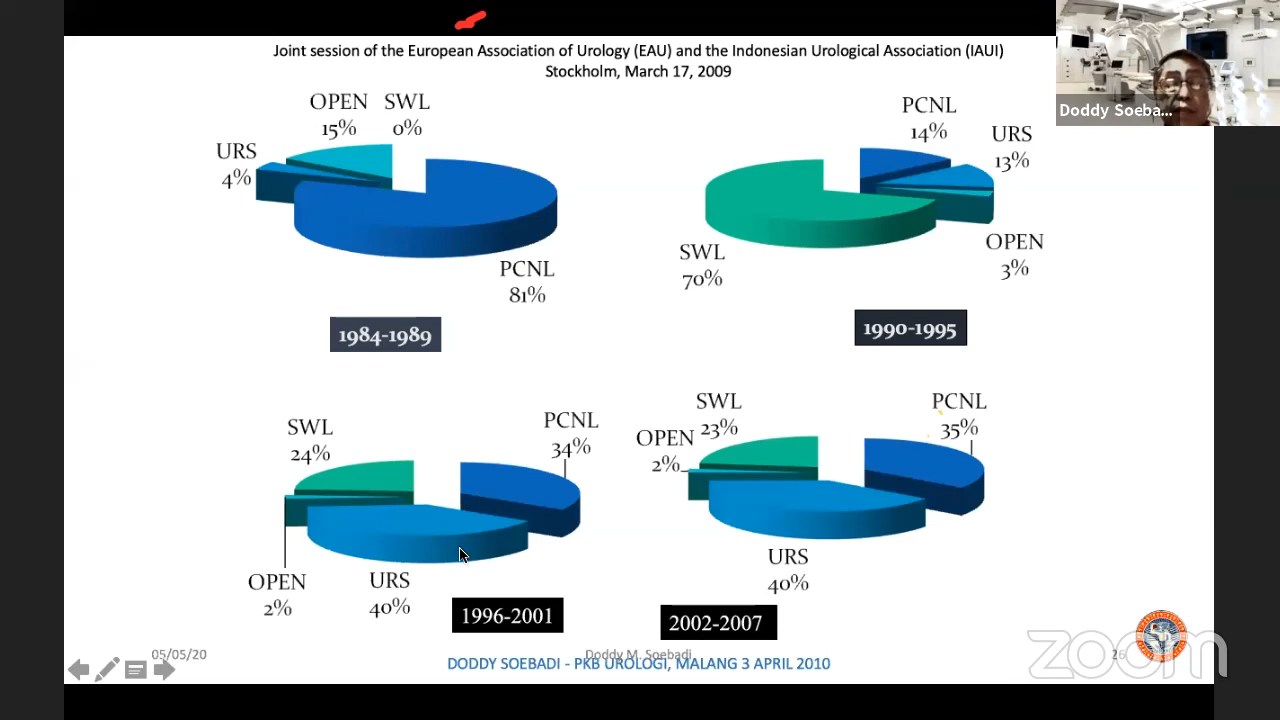 Joint session of the European Association of Urology (EAU) and the Indonesian Urological Association (IAUI)
Stockholm, March 17, 2009
Doddy Soeba...
OPEN
15%
SWL
0%
URS
4%
PCNL
81%
1984-1989
PCNL
14%
URS
13%
OPEN
3%
SWL
70%
1990-1995
SWL
24%
PCNL
34%
OPEN
2%
URS
40%
1996-2001
SWL
23%
PCNL
35%
OPEN
2%
URS
40%
2002-2007
05/05/20
Doddy M. Soebadi
26
DODDY SOEBADI - PKB UROLOGI, MALANG 3 APRIL 2010
zoom